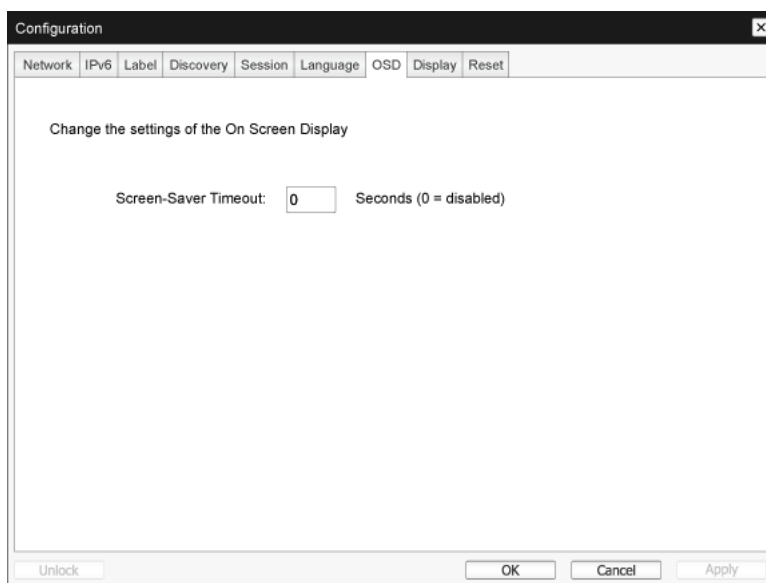 Configuration
Network IPv6 Label Discovery Session Language OSD Display Reset
Change the settings of the On Screen Display
Screen-Saver Timeout: 0 Seconds (0 = disabled)
Unlock OK Cancel Apply